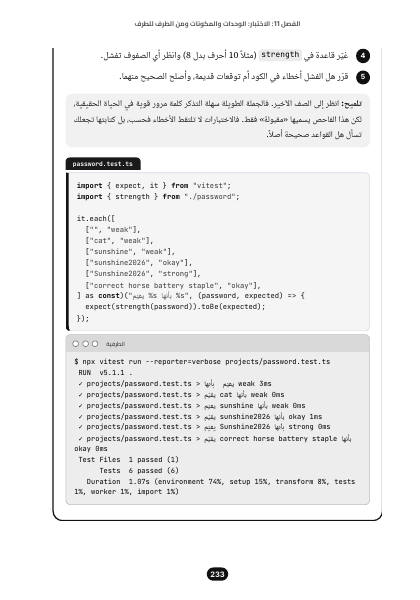 الفصل 11: الاختبار: الوحدات والمكونات ومن الطرف للطرف
4 غيّر قاعدة في strength (مثلاً 10 أحرف بدل 8) وانظر أي الصفوف تفشل.
5 قرّر هل الفشل أخطاء في الكود أم توقعات قديمة، وأصلح الصحيح منهما.
تلميح: انظر إلى الصف الأخير. فالجملة الطويلة سهلة التذكر كلمة مرور قوية في الحياة الحقيقية،
لكن هذا الفاحص يسميها «مقبولة» فقط. فالاختبارات لا تلتقط الأخطاء فحسب، بل كتابتها تجعلك
تسأل هل القواعد صحيحة أصلاً.
password.test.ts
import { expect, it } from "vitest";
import { strength } from "./password";
it.each([
["", "weak"],
["cat", "weak"],
["sunshine", "weak"],
["sunshine2026", "okay"],
["Sunshine2026", "strong"],
["correct horse battery staple", "okay"],
] as const)("يقيّم %s بأنها %s", (password, expected) => {
expect(strength(password)).toBe(expected);
});
الطرفية
$ npx vitest run --reporter=verbose projects/password.test.ts
RUN v5.1.1 .
✓ projects/password.test.ts > يقيّم  بأنها weak 3ms
✓ projects/password.test.ts > يقيّم cat بأنها weak 0ms
✓ projects/password.test.ts > يقيّم sunshine بأنها weak 0ms
✓ projects/password.test.ts > يقيّم sunshine2026 بأنها okay 1ms
✓ projects/password.test.ts > يقيّم Sunshine2026 بأنها strong 0ms
✓ projects/password.test.ts > يقيّم correct horse battery staple بأنها
okay 0ms
Test Files 1 passed (1)
Tests 6 passed (6)
Duration 1.07s (environment 74%, setup 15%, transform 8%, tests
1%, worker 1%, import 1%)
233